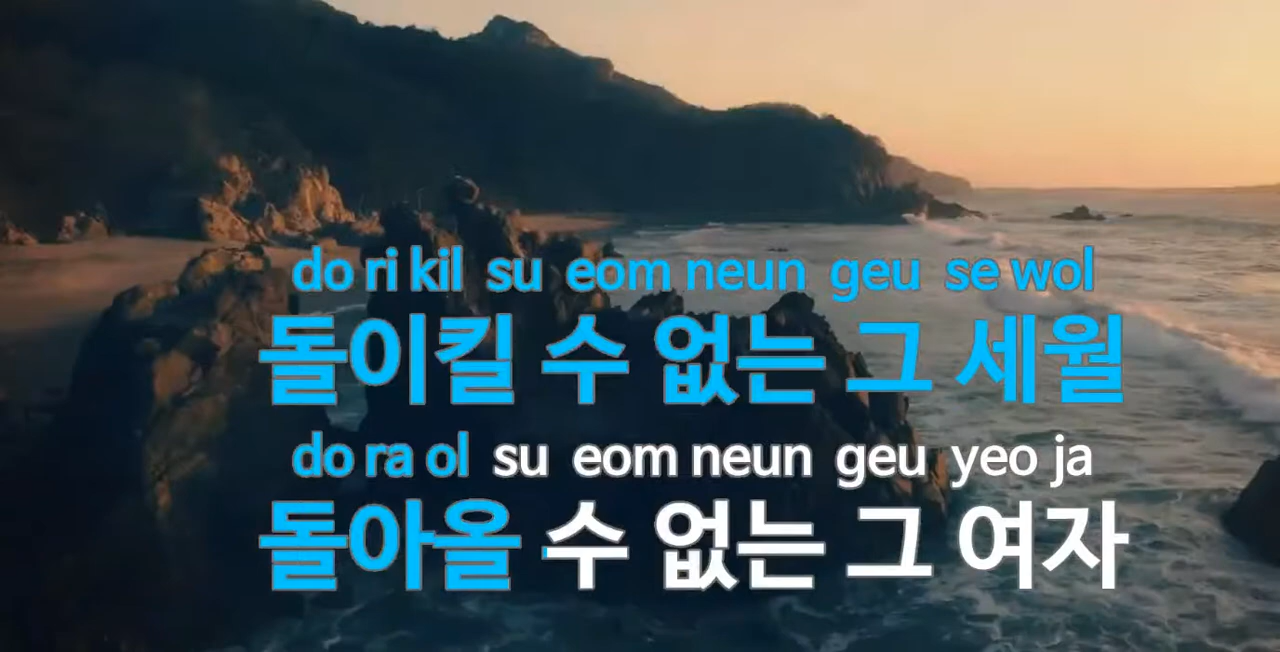 do ri kil su eom neun geu se wol
돌이킬 수 없는 그 세월
do ra ol su eom neun geu yeo ja
돌아올 수 없는 그 여자